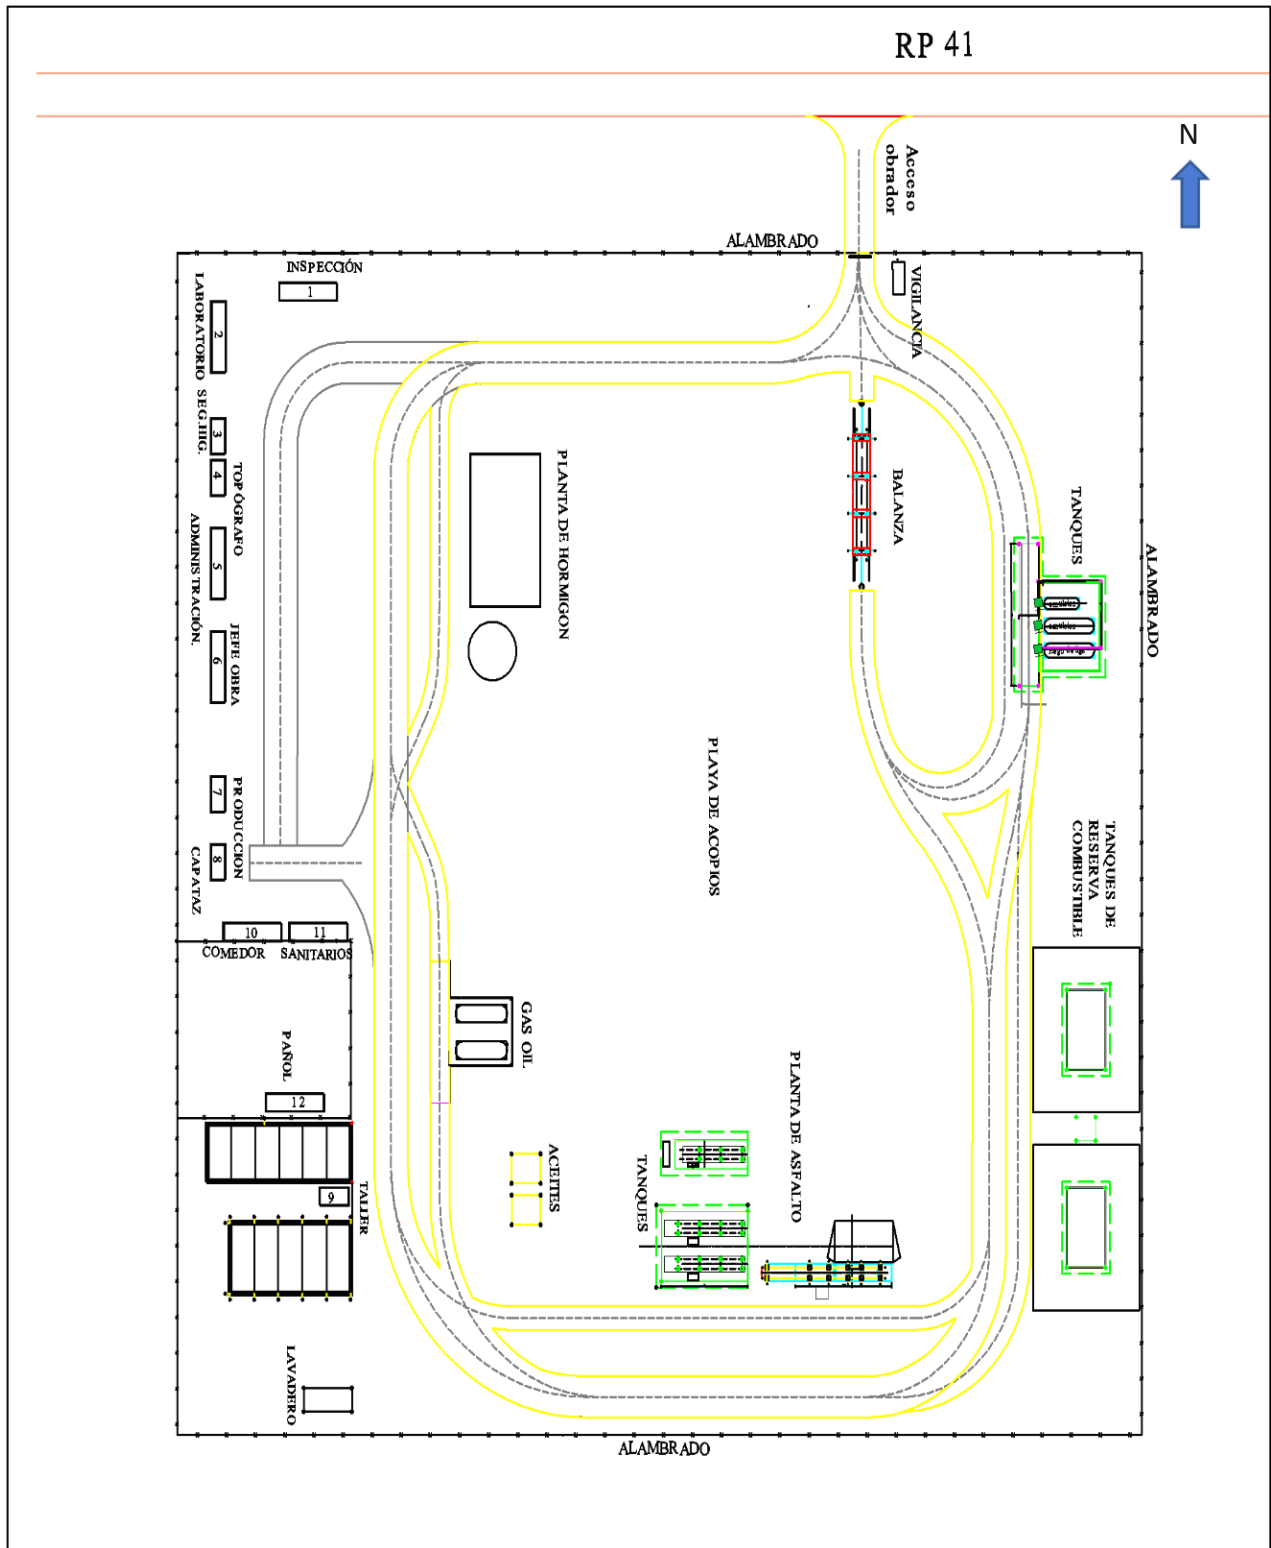 RP 41
N
Acceso
obrador
ALAMBRADO
INSPECCIÓN
1
VIGILANCIA
LABORATORIO
2
SEG.HIG.
3
4
TOPÓGRAFO
ADMINISTRACIÓN.
5
JEFE OBRA
6
PLANTA DE HORMIGON
BALANZA
TANQUES
ALAMBRADO
PLAYA DE ACOPIOS
7
PRODUCCION
8
CAPATAZ
TANQUES DE
RESERVA
COMBUSTIBLE
10
11
COMEDOR
SANITARIOS
GAS OIL
PAÑOL
12
PLANTA DE ASFALTO
ACEITES
TANQUES
9
TALLER
LAVADERO
ALAMBRADO